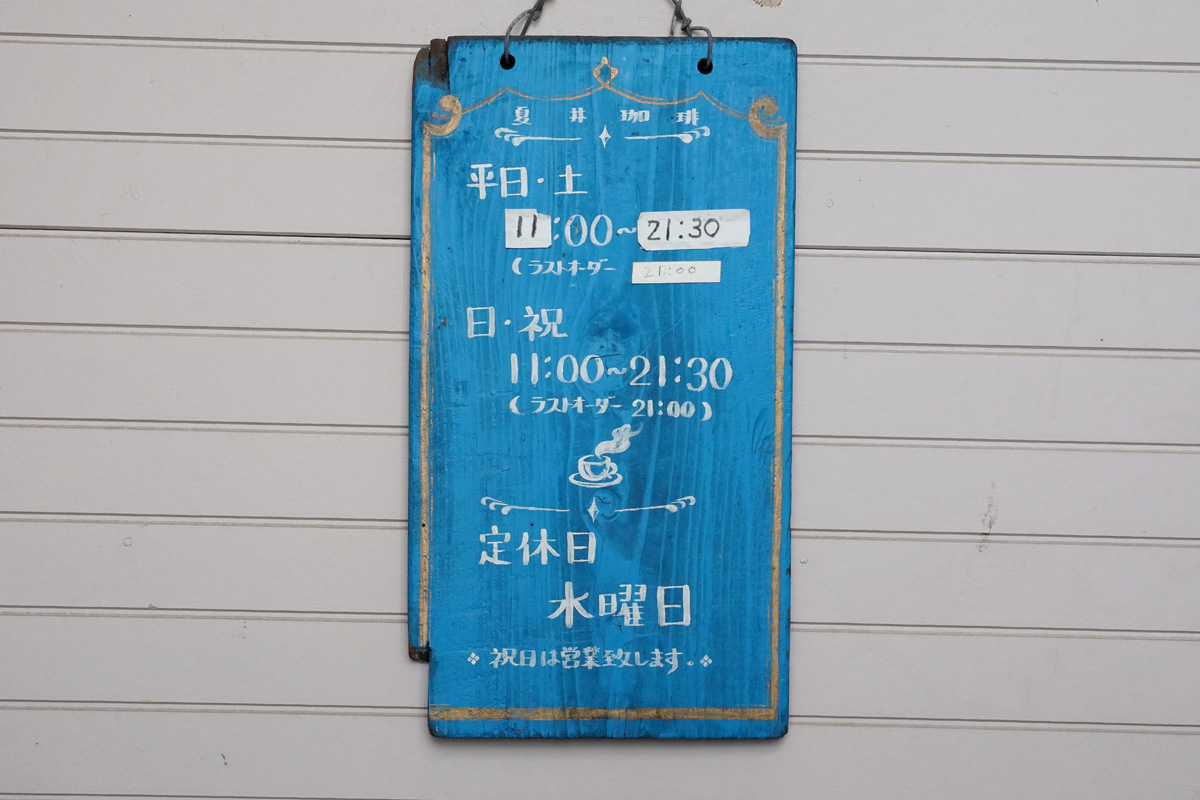 夏井珈琲
平日・土
11:00~21:30
(ラストオーダー 21:00
日・祝
11:00~21:30
(ラストオーダー 21:00)
定休日
水曜日
祝日は営業致します。